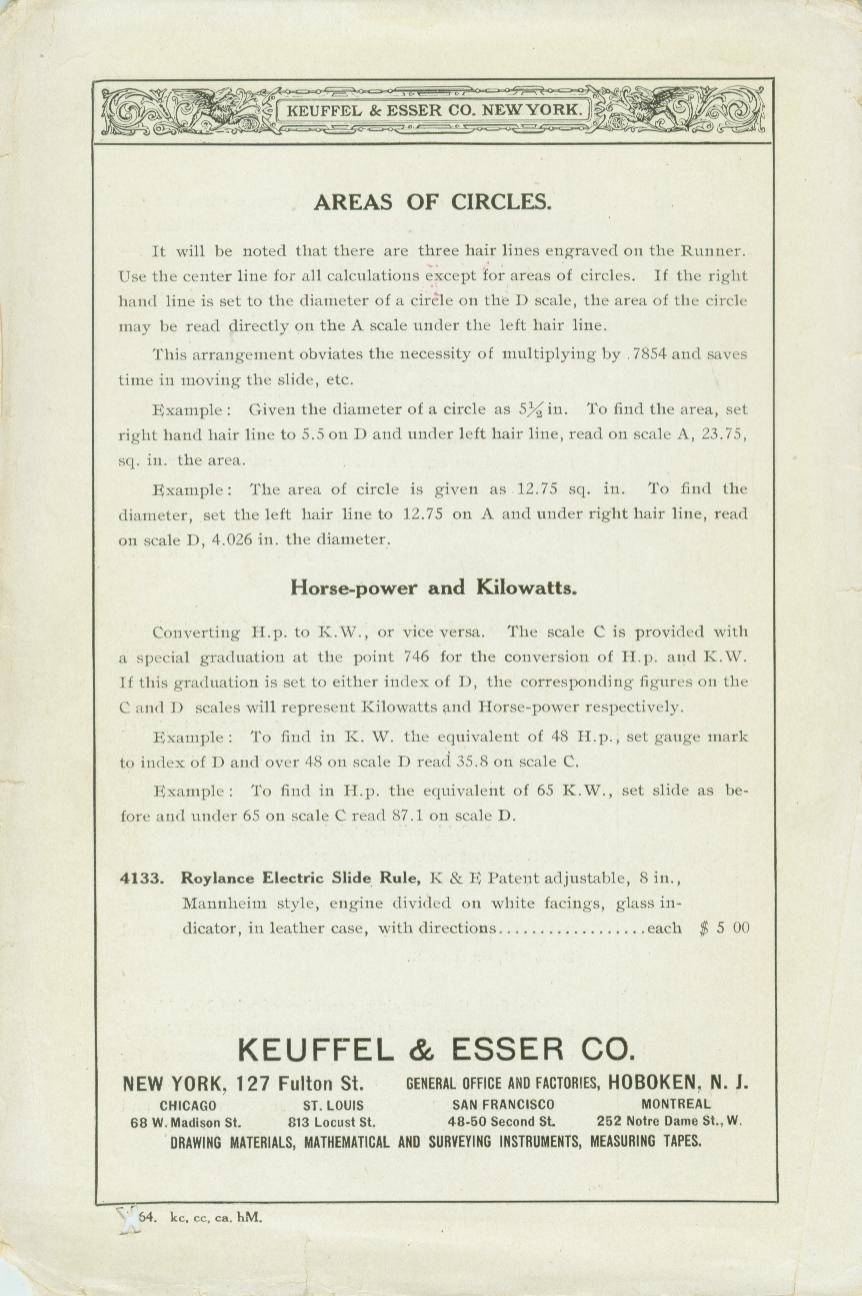 KEUFFEL & ESSER CO. NEW YORK.
AREAS OF CIRCLES.
It will be noted that there are three hair lines engraved on the Runner.
Use the center line for all calculations except for areas of circles. If the right
hand line is set to the diameter of a circle on the D scale, the area of the circle
may be read directly on the A scale under the left hair line.
This arrangement obviates the necessity of multiplying by .7854 and saves
time in moving the slide, etc.
Example: Given the diameter of a circle as 5½ in. To find the area, set
right hand hair line to 5.5 on D and under left hair line, read on scale A, 23.75,
sq. in. the area.
Example: The area of circle is given as 12.75 sq. in. To find the
diameter, set the left hair line to 12.75 on A and under right hair line, read
on scale D, 4.026 in. the diameter.
Horse-power and Kilowatts.
Converting H.p. to K.W., or vice versa. The scale C is provided with
a special graduation at the point 746 for the conversion of H.p. and K.W.
If this graduation is set to either index of D, the corresponding figures on the
C and D scales will represent Kilowatts and Horse-power respectively.
Example: To find in K. W. the equivalent of 48 H.p., set gauge mark
to index of D and over 48 on scale D read 35.8 on scale C.
Example: To find in H.p. the equivalent of 65 K.W., set slide as be-
fore and under 65 on scale C read 87.1 on scale D.
4133. Roylance Electric Slide Rule, K & E Patent adjustable, 8 in.,
Mannheim style, engine divided on white facings, glass in-
dicator, in leather case, with directions..................each $ 5 00
KEUFFEL & ESSER CO.
NEW YORK, 127 Fulton St. GENERAL OFFICE AND FACTORIES, HOBOKEN, N. J.
CHICAGO ST. LOUIS SAN FRANCISCO MONTREAL
68 W. Madison St. 813 Locust St. 48-50 Second St. 252 Notre Dame St., W.
DRAWING MATERIALS, MATHEMATICAL AND SURVEYING INSTRUMENTS, MEASURING TAPES.
64. kc, cc, ca. hM.